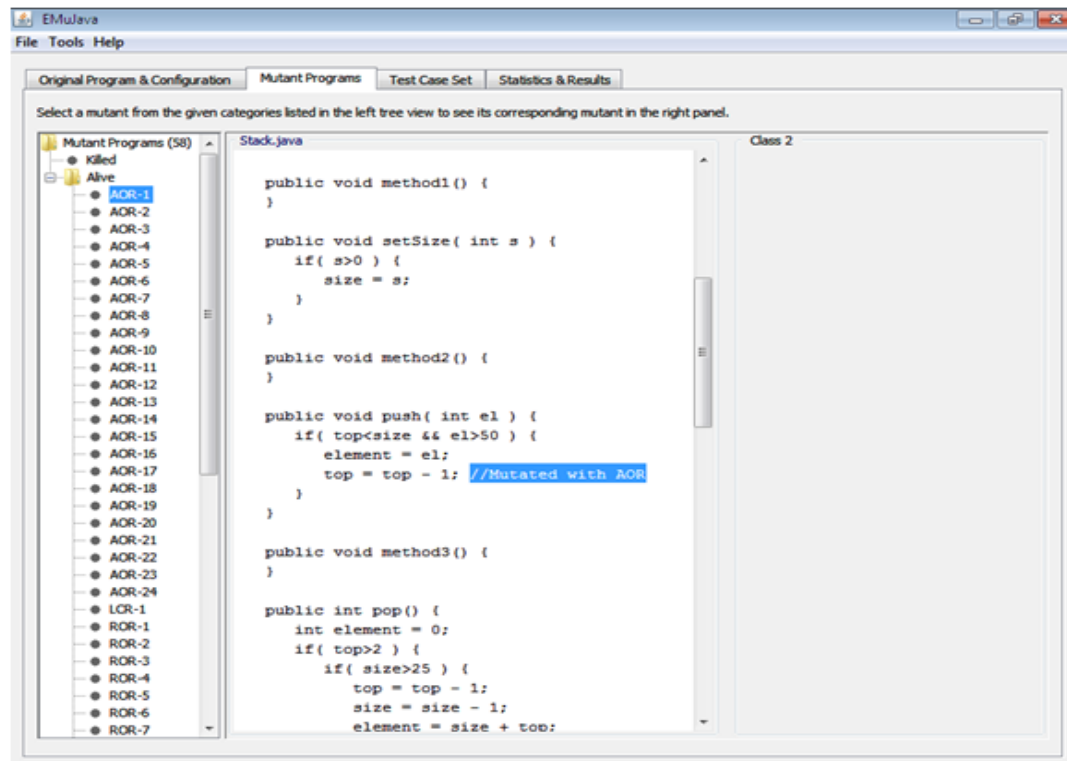 EMuJava
File Tools Help
Original Program & Configuration Mutant Programs Test Case Set Statistics & Results
Select a mutant from the given categories listed in the left tree view to see its corresponding mutant in the right panel.
Mutant Programs (58)
Killed
Alive
AOR-1
AOR-2
AOR-3
AOR-4
AOR-5
AOR-6
AOR-7
AOR-8
AOR-9
AOR-10
AOR-11
AOR-12
AOR-13
AOR-14
AOR-15
AOR-16
AOR-17
AOR-18
AOR-19
AOR-20
AOR-21
AOR-22
AOR-23
AOR-24
LCR-1
ROR-1
ROR-2
ROR-3
ROR-4
ROR-5
ROR-6
ROR-7
Stack.java
public void method1() {
}
public void setSize( int s ) {
if( s>0 ) {
size = s;
}
}
public void method2() {
}
public void push( int el ) {
if( top<size && el>50 ) {
element = el;
top = top - 1; //Mutated with AOR
}
}
public void method3() {
}
public int pop() {
int element = 0;
if( top>2 ) {
if( size>25 ) {
top = top - 1;
size = size - 1;
element = size + top;
Class 2